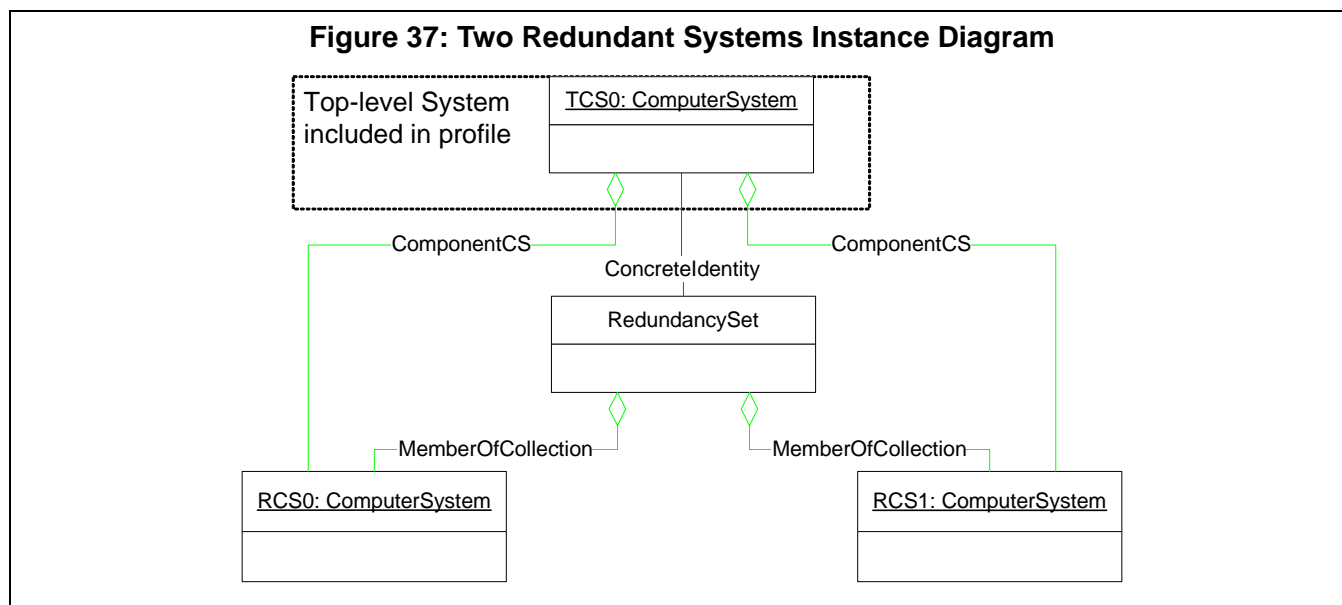 Figure 37: Two Redundant Systems Instance Diagram
Top-level System
included in profile
TCS0: ComputerSystem
ComponentCS
ComponentCS
ConcreteIdentity
RedundancySet
MemberOfCollection
MemberOfCollection
RCS0: ComputerSystem
RCS1: ComputerSystem